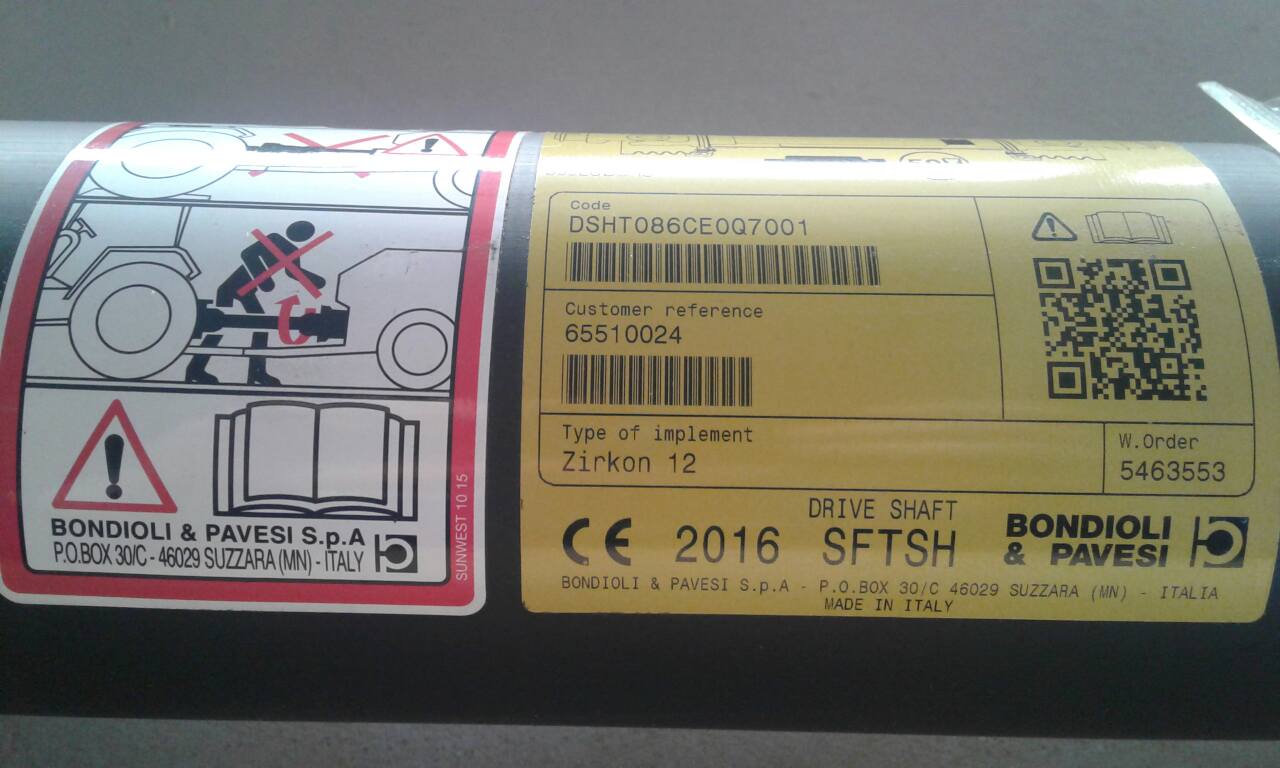 BONDIOLI & PAVESI S.p.A
P.O.BOX 30/C - 46029 SUZZARA (MN) - ITALY
SUNWEST 10 15
Code
DSHT086CE0Q7001
Customer reference
65510024
Type of implement
Zirkon 12
W.Order
5463553
DRIVE SHAFT
CE 2016 SFTSH
BONDIOLI
& PAVESI
BONDIOLI & PAVESI S.p.A - P.O.BOX 30/C 46029 SUZZARA (MN) - ITALIA
MADE IN ITALY